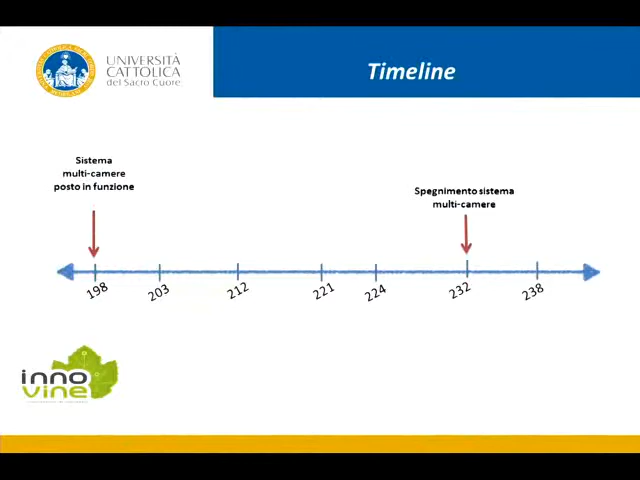 UNIVERSITÀ
CATTOLICA
del Sacro Cuore
Timeline
Sistema
multi-camere
posto in funzione
Spegnimento sistema
multi-camere
198
203
212
221
224
232
238
inno
vine